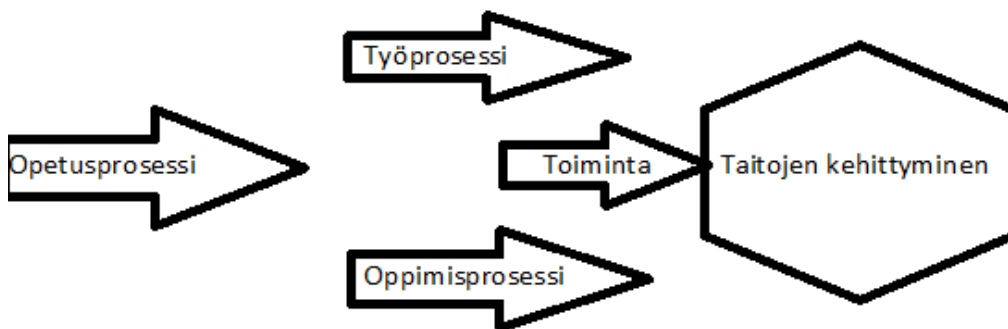 Opetusprosessi
Työprosessi
Toiminta
Oppimisprosessi
Taitojen kehittyminen